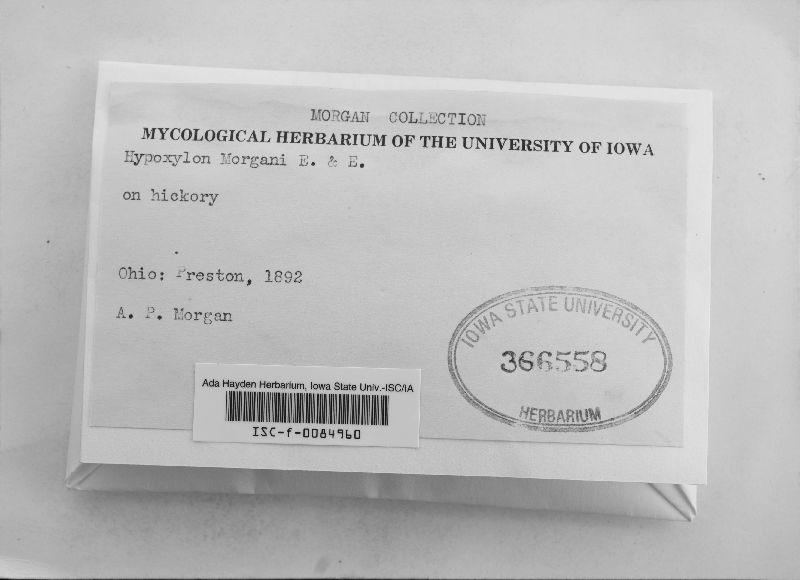 MORGAN COLLECTION
MYCOLOGICAL HERBARIUM OF THE UNIVERSITY OF IOWA
Hypoxylon Morgani E. & E.
on hickory
Ohio: Preston, 1892
A. P. Morgan
IOWA STATE UNIVERSITY
366558
HERBARIUM
Ada Hayden Herbarium, Iowa State Univ.-ISC/IA
ISC-f-0084960